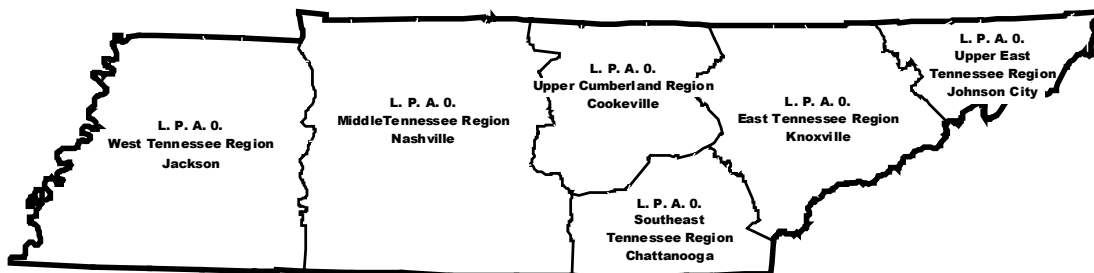 L. P. A. 0.
West Tennessee Region
Jackson
L. P. A. 0.
MiddleTennessee Region
Nashville
L. P. A. 0.
Upper Cumberland Region
Cookeville
L. P. A. 0.
Southeast
Tennessee Region
Chattanooga
L. P. A. 0.
East Tennessee Region
Knoxville
L. P. A. 0.
Upper East
Tennessee Region
Johnson City